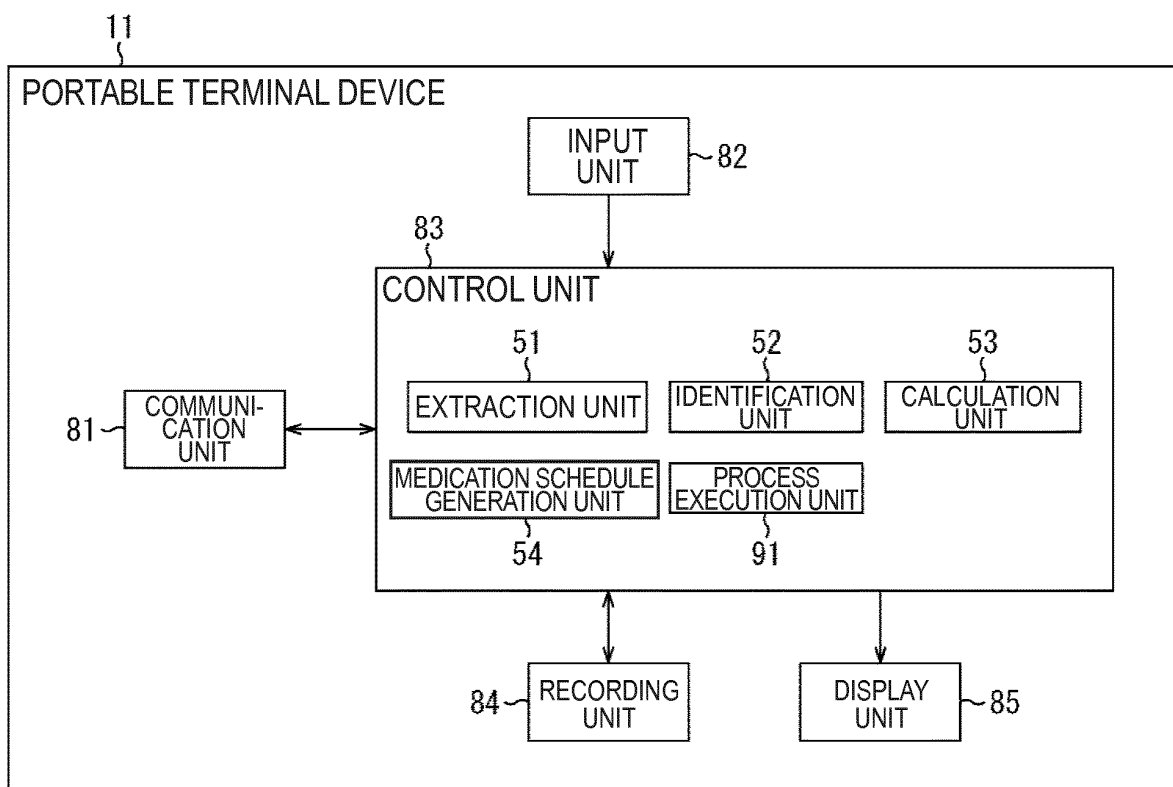 11
PORTABLE TERMINAL DEVICE
INPUT
UNIT
82
83
CONTROL UNIT
51
52
53
EXTRACTION UNIT
IDENTIFICATION
UNIT
CALCULATION
UNIT
81
COMMUNI-
CATION
UNIT
MEDICATION SCHEDULE
GENERATION UNIT
PROCESS
EXECUTION UNIT
54
91
84
RECORDING
UNIT
DISPLAY
UNIT
85